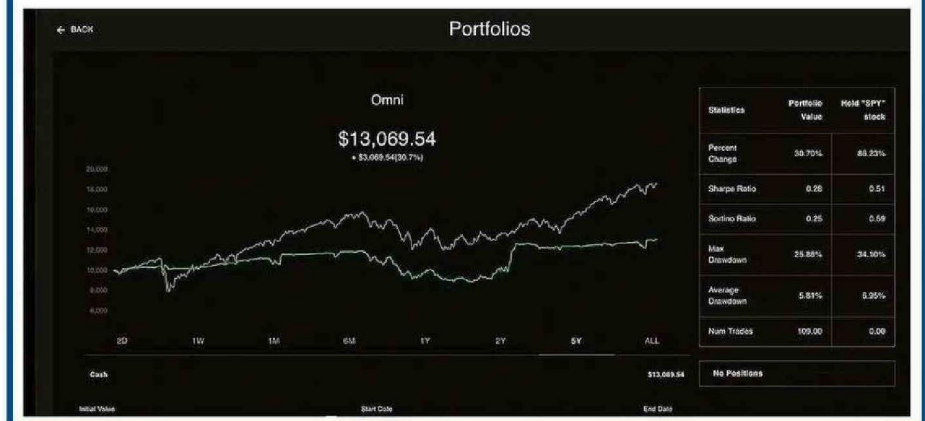 ← BACK
Portfolios
Omni
$13,069.54
+ $3,069.54(30.7%)
20,000
18,000
16,000
14,000
12,000
10,000
8,000
6,000
2D 1W 1M 6M 1Y 2Y 5Y ALL
Cash $13,069.54
Initial Value Start Date End Date
Statistics Portfolio Value Hold "SPY" stock
Percent Change 30.70% 86.23%
Sharpe Ratio 0.28 0.51
Sortino Ratio 0.25 0.59
Max Drawdown 25.86% 34.10%
Average Drawdown 5.81% 5.95%
Num Trades 109.00 0.00
No Positions